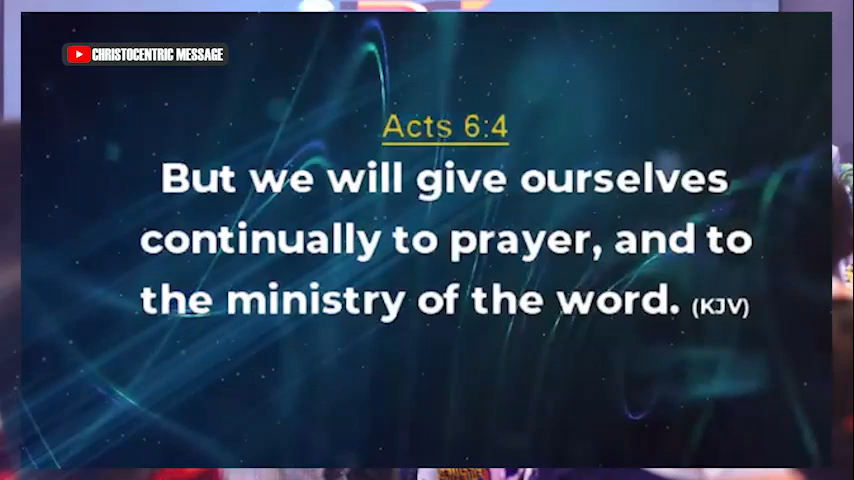 CHRISTOCENTRIC MESSAGE
Acts 6:4
But we will give ourselves
continually to prayer, and to
the ministry of the word. (KJV)